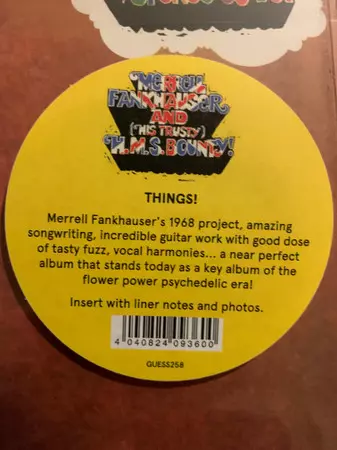 MERRELL
FANKHAUSER
AND
(HIS TRUSTY)
H.M.S. BOUNTY!
THINGS!
Merrell Fankhauser's 1968 project, amazing
songwriting, incredible guitar work with good dose
of tasty fuzz, vocal harmonies... a near perfect
album that stands today as a key album of the
flower power psychedelic era!
Insert with liner notes and photos.
4 040824 093600
GUESS258